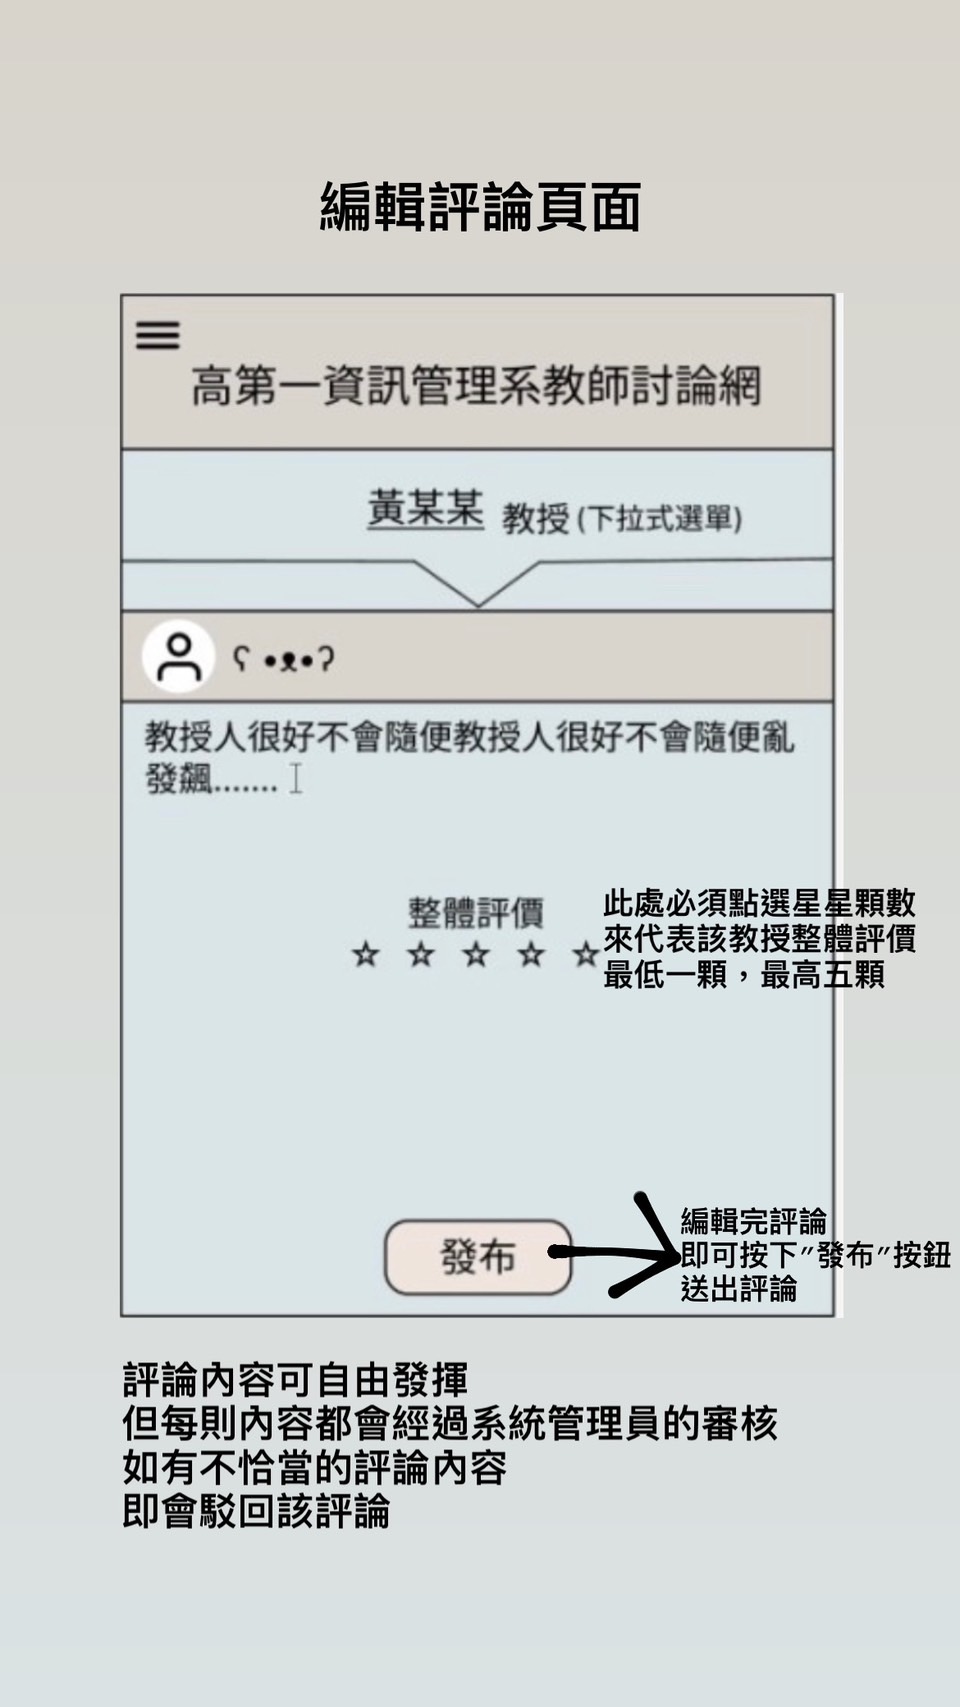 編輯評論頁面
高第一資訊管理系教師討論網
黃某某 教授(下拉式選單)
ʕ •ᴥ•ʔ
教授人很好不會隨便教授人很好不會隨便亂
發飆.......
整體評價
☆ ☆ ☆ ☆ ☆
此處必須點選星星顆數
來代表該教授整體評價
最低一顆，最高五顆
發布
編輯完評論
即可按下"發布"按鈕
送出評論
評論內容可自由發揮
但每則內容都會經過系統管理員的審核
如有不恰當的評論內容
即會駁回該評論